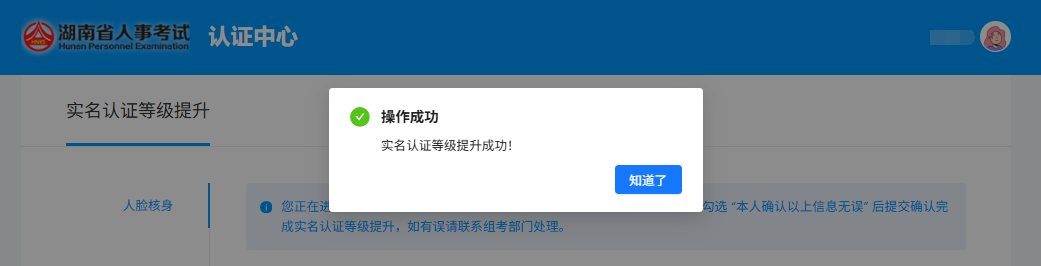 湖南省人事考试
Hunan Personnel Examination
认证中心
实名认证等级提升
操作成功
实名认证等级提升成功！
知道了
人脸核身
您正在进
勾选 “本人确认以上信息无误” 后提交确认完
成实名认证等级提升，如有误请联系组考部门处理。